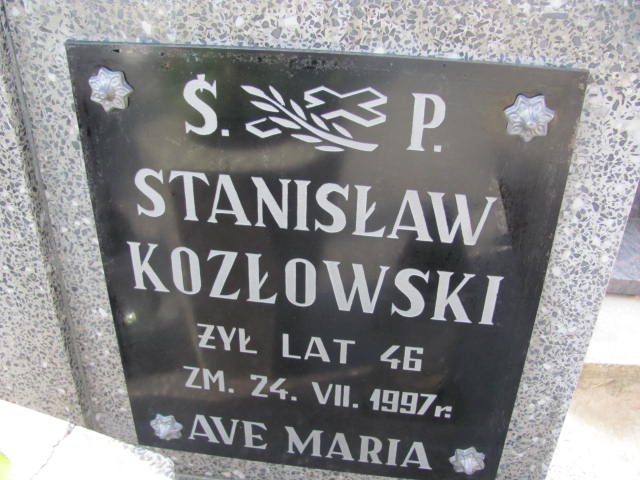 Ś. P.
STANISŁAW
KOZŁOWSKI
ŻYŁ LAT 46
ZM. 24. VII. 1997r.
AVE MARIA